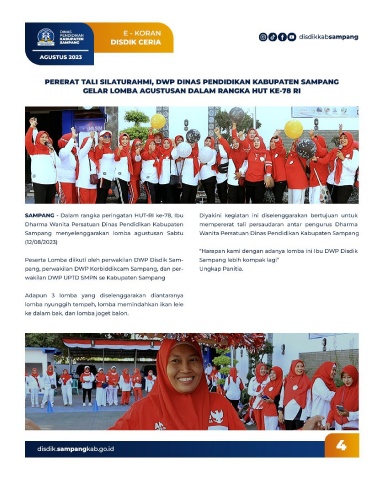 DINAS
PENDIDIKAN
KABUPATEN
SAMPANG
AGUSTUS 2023
E - KORAN
DISDIK CERIA
disdikkabsampang
PERERAT TALI SILATURAHMI, DWP DINAS PENDIDIKAN KABUPATEN SAMPANG
GELAR LOMBA AGUSTUSAN DALAM RANGKA HUT KE-78 RI
SAMPANG - Dalam rangka peringatan HUT-RI ke-78, Ibu
Dharma Wanita Persatuan Dinas Pendidikan Kabupaten
Sampang menyelenggarakan lomba agustusan Sabtu
(12/08/2023)
Peserta Lomba diikuti oleh perwakilan DWP Disdik Sam-
pang, perwakilan DWP Korbiddikcam Sampang, dan per-
wakilan DWP UPTD SMPN se Kabupaten Sampang
Adapun 3 lomba yang diselenggarakan diantaranya
lomba nyunggih tempeh, lomba memindahkan ikan lele
ke dalam bak, dan lomba joget balon.
Diyakini kegiatan ini diselenggarakan bertujuan untuk
mempererat tali persaudaran antar pengurus Dharma
Wanita Persatuan Dinas Pendidikan Kabupaten Sampang
"Harapan kami dengan adanya lomba ini Ibu DWP Disdik
Sampang lebih kompak lagi"
Ungkap Panitia.
disdik.sampangkab.go.id
4